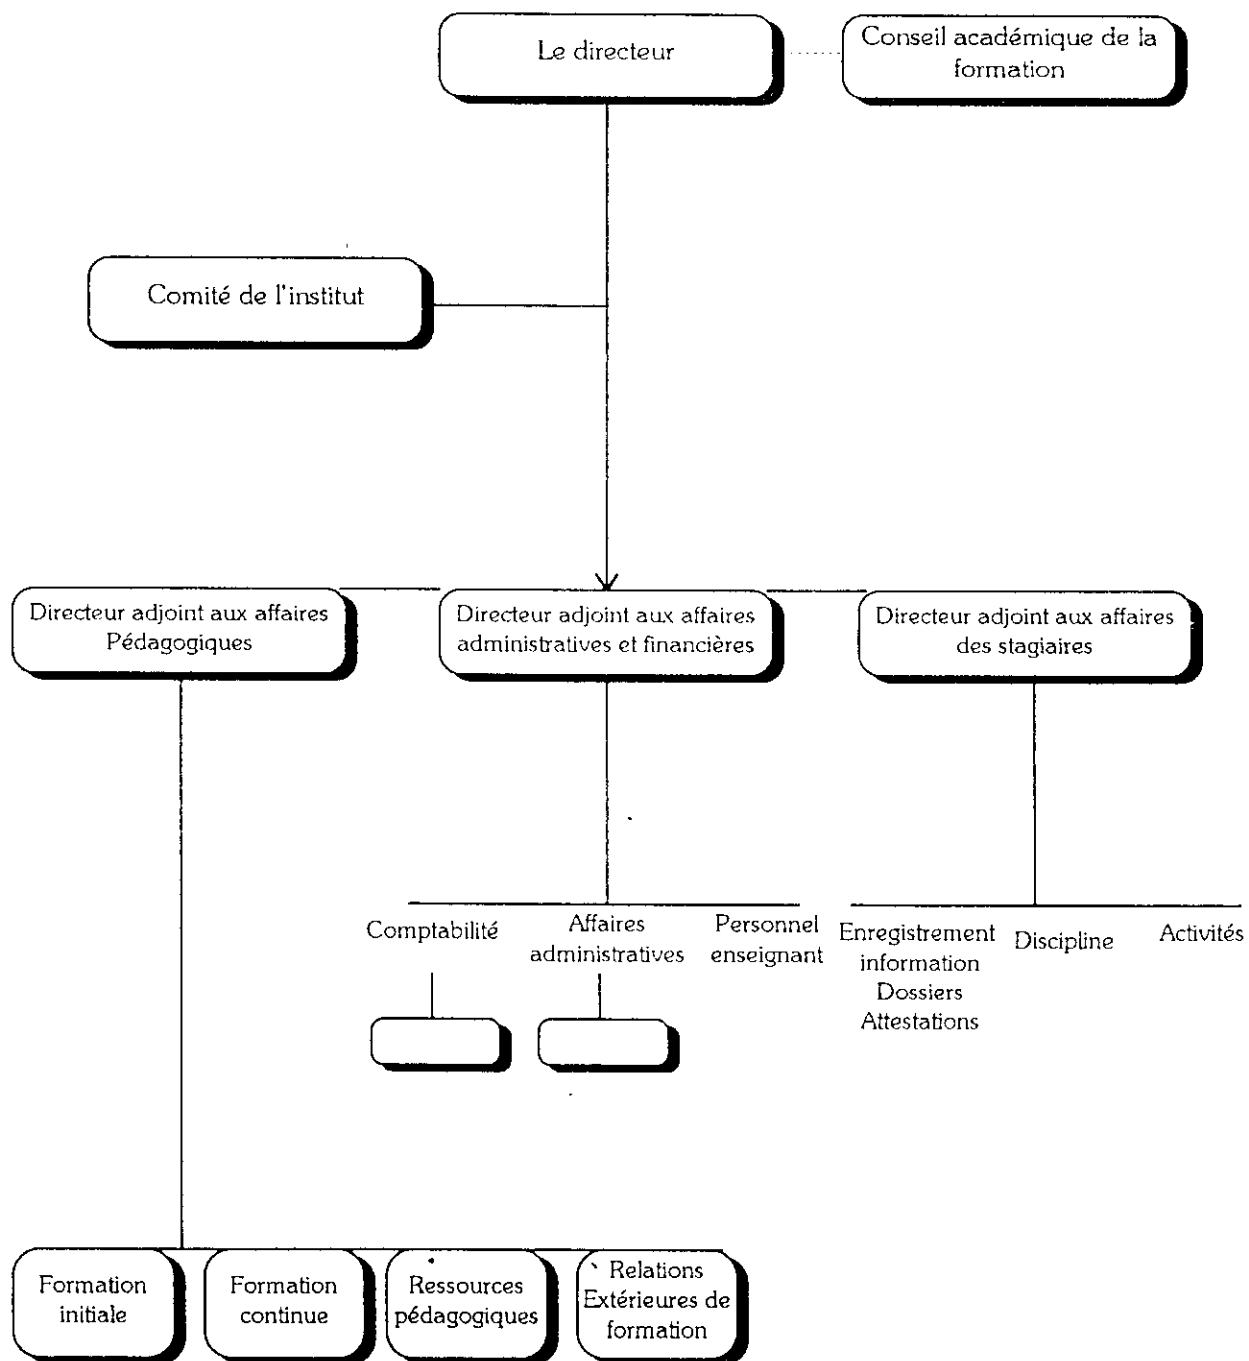 Le directeur
Conseil académique de la
formation
Comité de l'institut
Directeur adjoint aux affaires
Pédagogiques
Directeur adjoint aux affaires
administratives et financières
Directeur adjoint aux affaires
des stagiaires
Comptabilité
Affaires
administratives
Personnel
enseignant
Enregistrement
information
Dossiers
Attestations
Discipline
Activités
Formation
initiale
Formation
continue
Ressources
pédagogiques
Relations
Extérieures de
formation